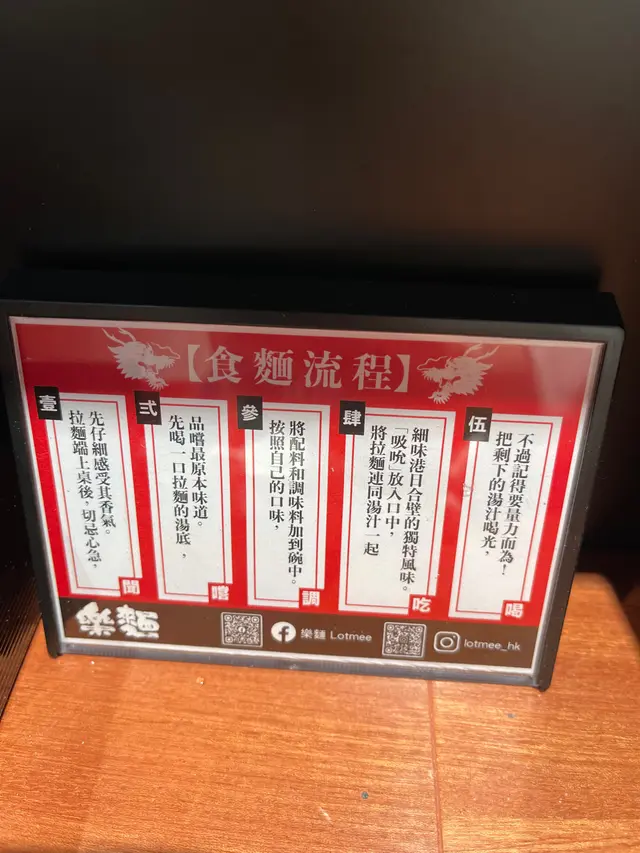 【食麵流程】
壹
拉麵端上桌後，切忌心急，
先仔細感受其香氣。
聞
弍
先喝一口拉麵的湯底，
品嚐最原本味道。
嚐
參
按照自己的口味，
將配料和調味料加到碗中。
調
肆
將拉麵連同湯汁一起
「吸吮」放入口中，
細味港日合壁的獨特風味。
吃
伍
把剩下的湯汁喝光，
不過記得要量力而為！
喝
樂麵
樂麵 Lotmee
lotmee_hk